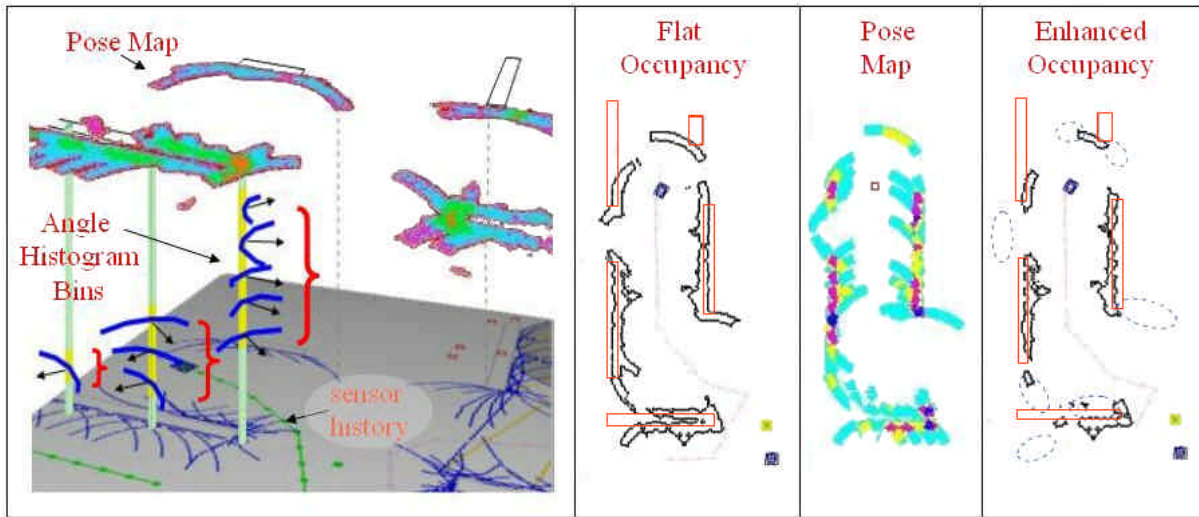 Pose Map
Angle
Histogram
Bins
sensor
history
Flat
Occupancy
Pose
Map
Enhanced
Occupancy